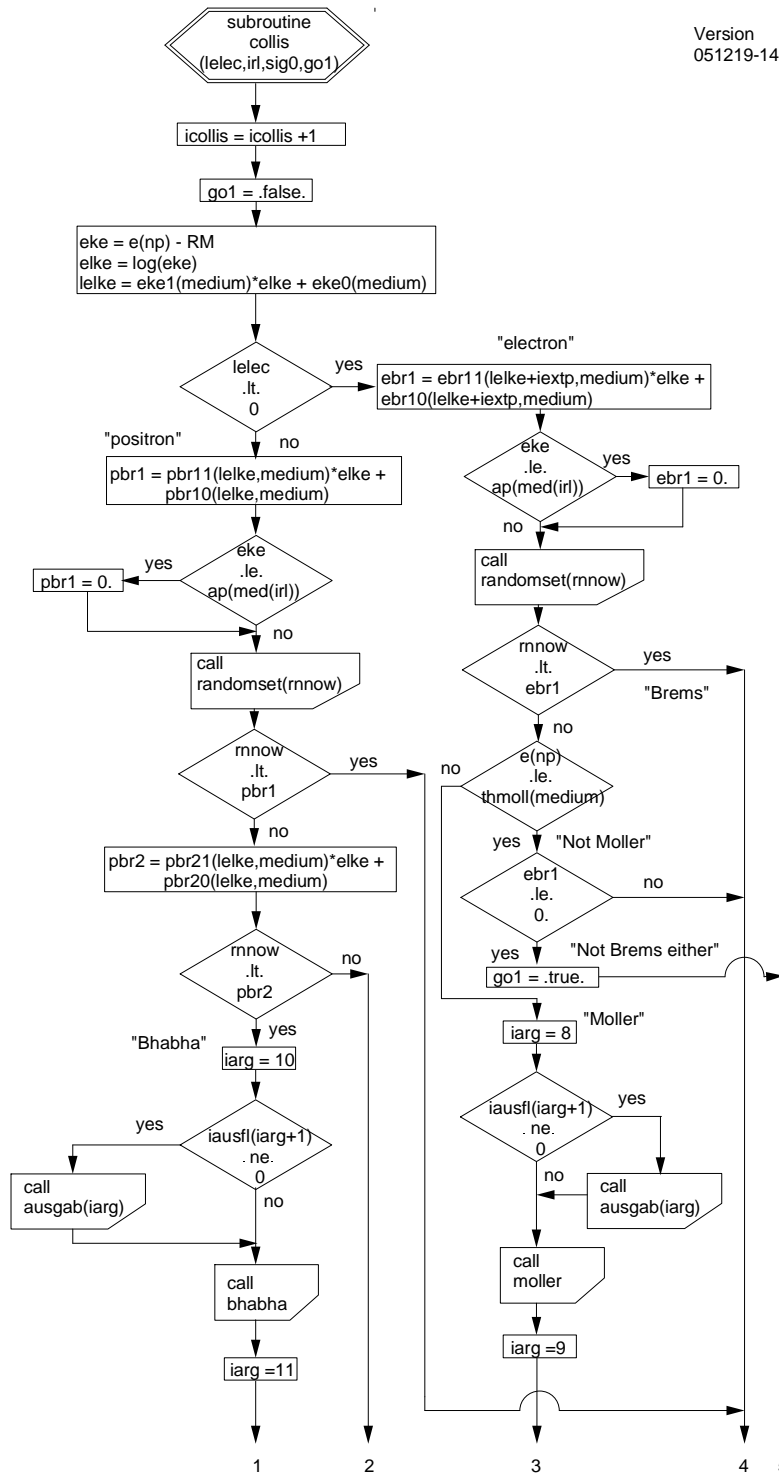 subroutine
collis
(lelec,irl,sig0,go1)
Version
051219-14
icollis = icollis +1
go1 = .false.
eke = e(np) - RM
elke = log(eke)
lelke = eke1(medium)*elke + eke0(medium)
lelec
.lt.
0
yes
no
"electron"
ebr1 = ebr11(lelke+iextp,medium)*elke +
ebr10(lelke+iextp,medium)
"positron"
pbr1 = pbr11(lelke,medium)*elke +
pbr10(lelke,medium)
eke
.le.
ap(med(irl))
yes
ebr1 = 0.
no
eke
.le.
ap(med(irl))
yes
pbr1 = 0.
no
call
randomset(rnnow)
call
randomset(rnnow)
rnnow
.lt.
ebr1
yes
"Brems"
no
rnnow
.lt.
pbr1
yes
no
e(np)
.le.
thmoll(medium)
no
yes
"Not Moller"
pbr2 = pbr21(lelke,medium)*elke +
pbr20(lelke,medium)
ebr1
.le.
0.
no
yes
"Not Brems either"
go1 = .true.
rnnow
.lt.
pbr2
no
yes
"Bhabha"
iarg = 10
"Moller"
iarg = 8
iausfl(iarg+1)
.ne.
0
yes
no
call
ausgab(iarg)
iausfl(iarg+1)
.ne.
0
yes
no
call
ausgab(iarg)
call
bhabha
call
moller
iarg =11
iarg =9
1
2
3
4